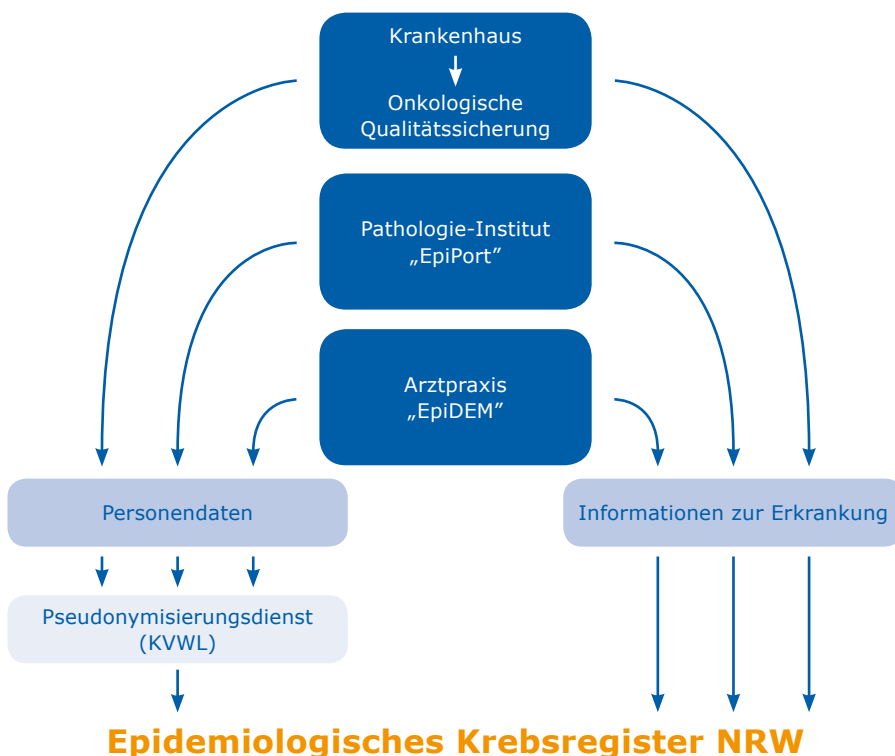 Krankenhaus
Onkologische
Qualitätssicherung
Pathologie-Institut
„EpiPort”
Arztpraxis
„EpiDEM”
Personendaten
Informationen zur Erkrankung
Pseudonymisierungsdienst
(KVWL)
Epidemiologisches Krebsregister NRW